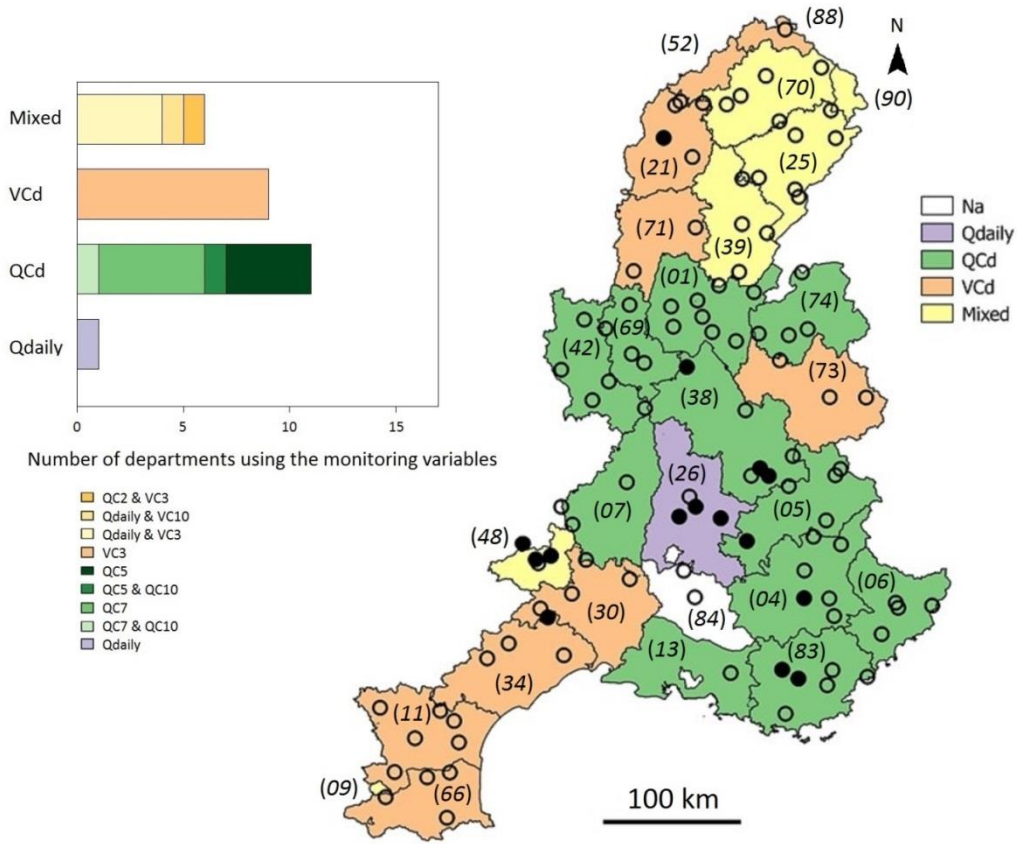 Mixed
VCd
QCd
Qdaily
0 5 10 15
Number of departments using the monitoring variables
QC2 & VC3
Qdaily & VC10
Qdaily & VC3
VC3
QC5
QC5 & QC10
QC7
QC7 & QC10
Qdaily
(88)
(52)
N
(70)
(90)
(21)
(25)
(71)
(39)
(01)
(74)
(69)
(42)
(73)
(38)
(26)
(07)
(05)
(48)
(06)
(04)
(30)
(84)
(13)
(83)
(34)
(11)
(09)
(66)
Na
Qdaily
QCd
VCd
Mixed
100 km